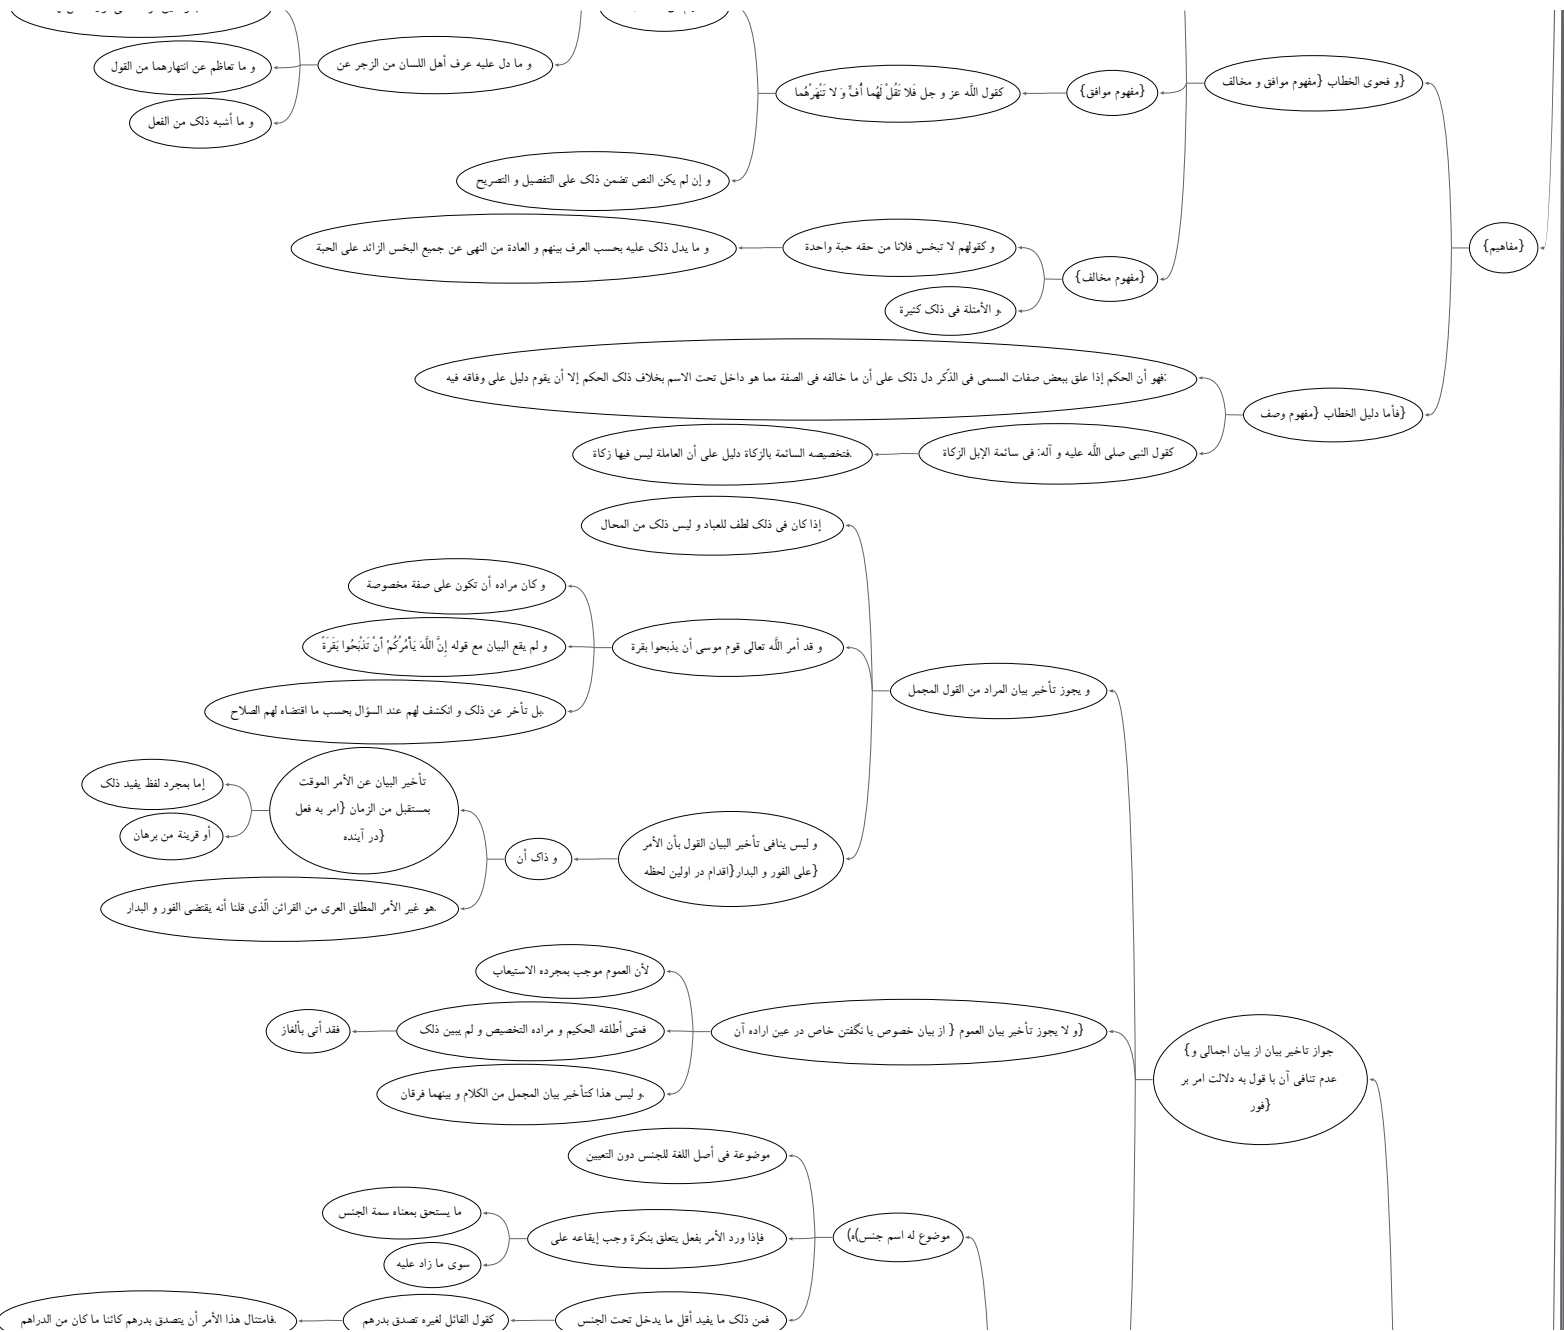 {مفاهیم}
{و فحوى الخطاب {مفهوم موافق و مخالف
{مفهوم موافق}
کقول اللَّه عز و جل فَلا تَقُلْ لَهُما أُفٍّ وَ لا تَنْهَرْهُما
و ما دل علیه عرف أهل اللسان من الزجر عن
و ما تعاظم عن انتهارهما من القول
و ما أشبه ذلک من الفعل
و إن لم یکن النص تضمن ذلک على التفصیل و التصریح
{مفهوم مخالف}
و کقولهم لا تبخس فلانا من حقه حبة واحدة
و ما یدل ذلک علیه بحسب العرف بینهم و العادة من النهی عن جمیع البخس الزائد على الحبة
.و الأمثلة فی ذلک کثیرة
{فأما دلیل الخطاب {مفهوم وصف
:فهو أن الحکم إذا علق ببعض صفات المسمى فی الذّکر دل ذلک على أن ما خالفه فی الصفة مما هو داخل تحت الاسم بخلاف ذلک الحکم إلا أن یقوم دلیل على وفاقه فیه
کقول النبی صلى اللَّه علیه و آله: فی سائمة الإبل الزکاة
.فتخصیصه السائمة بالزکاة دلیل على أن العاملة لیس فیها زکاة
جواز تاخیر بیان از بیان اجمالی و}
عدم تنافی آن با قول به دلالت امر بر
{فور
و یجوز تأخیر بیان المراد من القول المجمل
إذا کان فی ذلک لطف للعباد و لیس ذلک من المحال
و قد أمر اللَّه تعالى قوم موسى أن یذبحوا بقرة
و کان مراده أن تکون على صفة مخصوصة
و لم یقع البیان مع قوله إِنَّ اللَّهَ یَأْمُرُکُمْ أَنْ تَذْبَحُوا بَقَرَةً
.بل تأخر عن ذلک و انکشف لهم عند السؤال بحسب ما اقتضاه لهم الصلاح
و لیس ینافی تأخیر البیان القول بأن الأمر
{على الفور و البدار{اقدام در اولین لحظه
و ذاک أن
تأخیر البیان عن الأمر الموقت
بمستقبل من الزمان {امر به فعل
{در آینده
إما بمجرد لفظ یفید ذلک
أو قرینة من برهان
.هو غیر الأمر المطلق العری من القرائن الّذی قلنا أنه یقتضی الفور و البدار
{و لا یجوز تأخیر بیان العموم { از بیان خصوص یا نگفتن خاص در عین اراده آن
لأن العموم موجب بمجرده الاستیعاب
فمتى أطلقه الحکیم و مراده التخصیص و لم یبین ذلک
فقد أتى بألغاز
.و لیس هذا کتأخیر بیان المجمل من الکلام و بینهما فرقان
موضوع له اسم جنس)ه)
موضوعة فی أصل اللغة للجنس دون التعیین
فإذا ورد الأمر بفعل یتعلق بنکرة وجب إیقاعه على
ما یستحق بمعناه سمة الجنس
سوى ما زاد علیه
فمن ذلک ما یفید أقل ما یدخل تحت الجنس
کقول القائل لغیره تصدق بدرهم
.فامتثال هذا الأمر أن یتصدق بدرهم کائنا ما کان من الدراهم